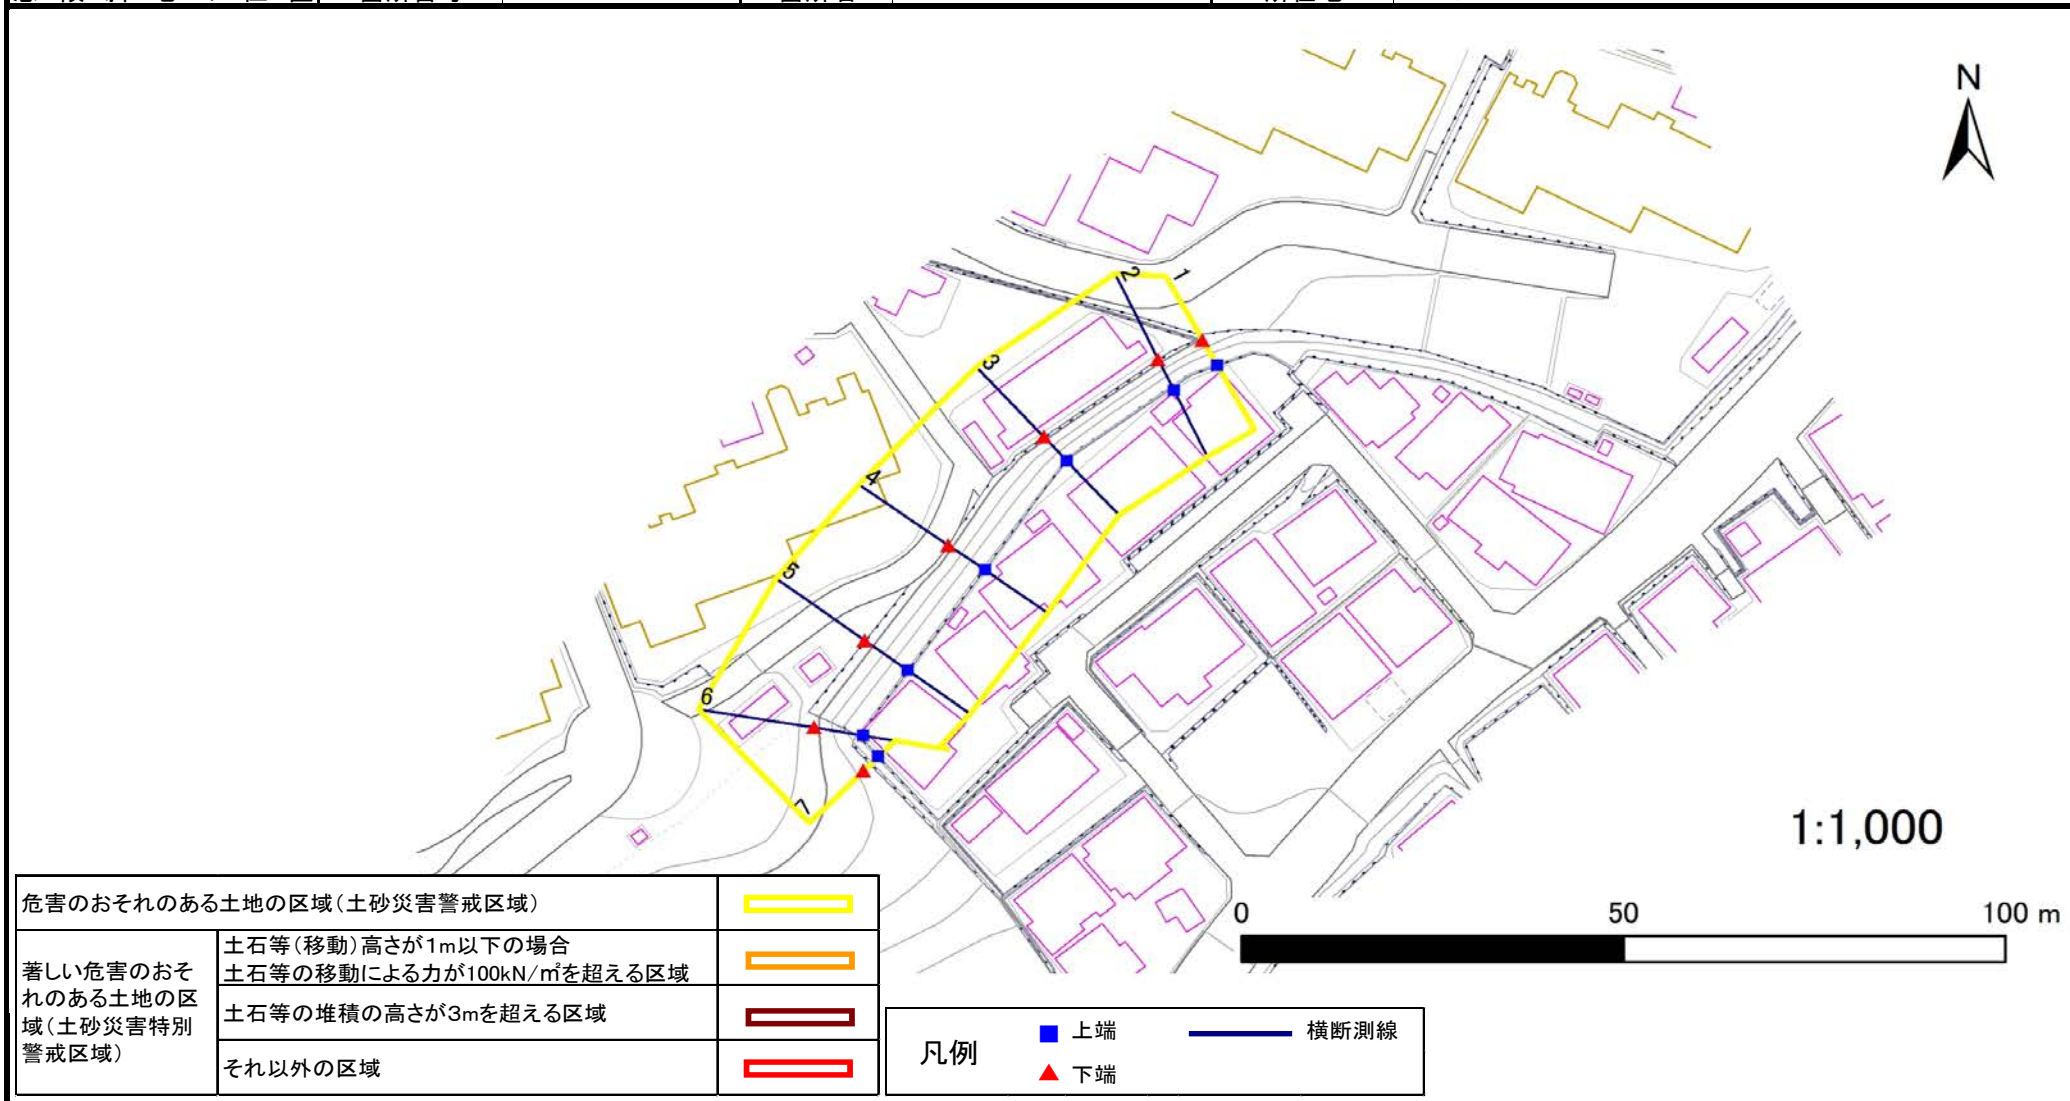 N
1
2
3
4
5
6
7
1:1,000
0 50 100 m
危害のおそれのある土地の区域(土砂災害警戒区域)
著しい危害のおそ
れのある土地の区
域(土砂災害特別
警戒区域)
土石等(移動)高さが1m以下の場合
土石等の移動による力が100kN/㎡を超える区域
土石等の堆積の高さが3mを超える区域
それ以外の区域
凡例
上端
横断測線
下端